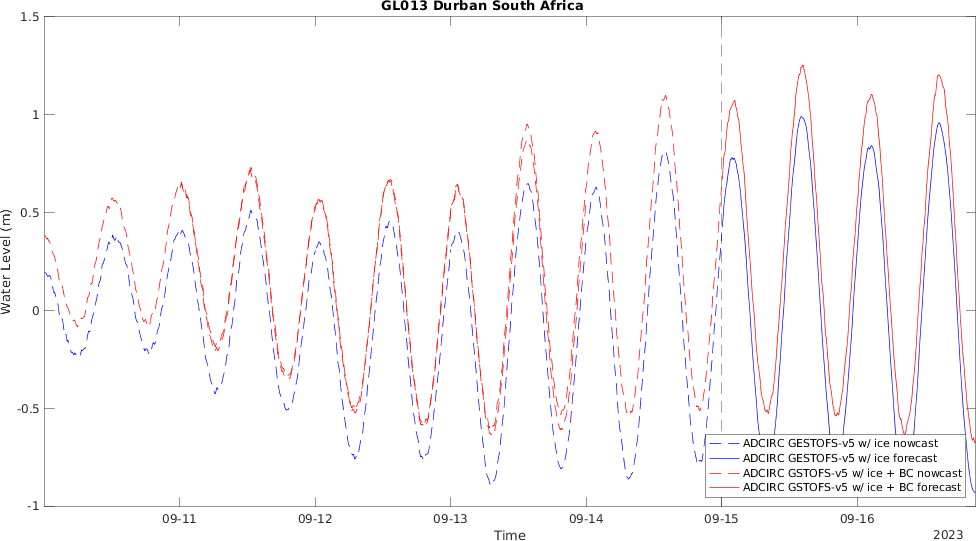 GL013 Durban South Africa
1.5
1
0.5
0
-0.5
-1
Water Level (m)
09-11
09-12
09-13
09-14
09-15
09-16
Time
2023
ADCIRC GESTOFS-v5 w/ ice nowcast
ADCIRC GESTOFS-v5 w/ ice forecast
ADCIRC GSTOFS-v5 w/ ice + BC nowcast
ADCIRC GSTOFS-v5 w/ ice + BC forecast